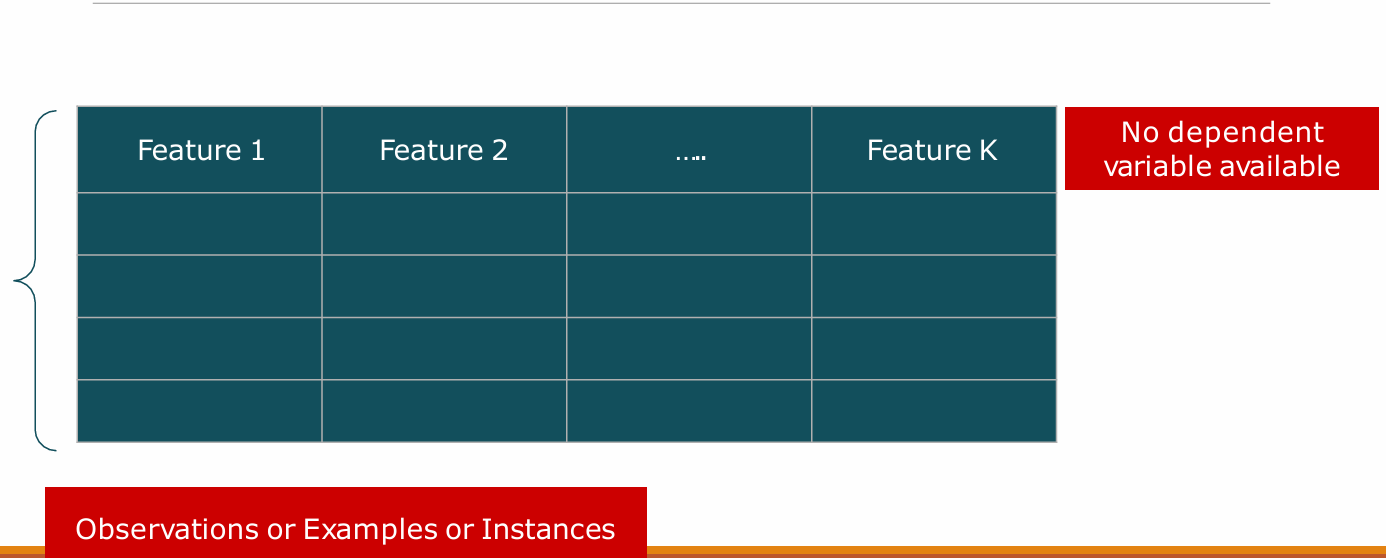 Feature 1 Feature 2 ..... Feature K
No dependent
variable available
Observations or Examples or Instances